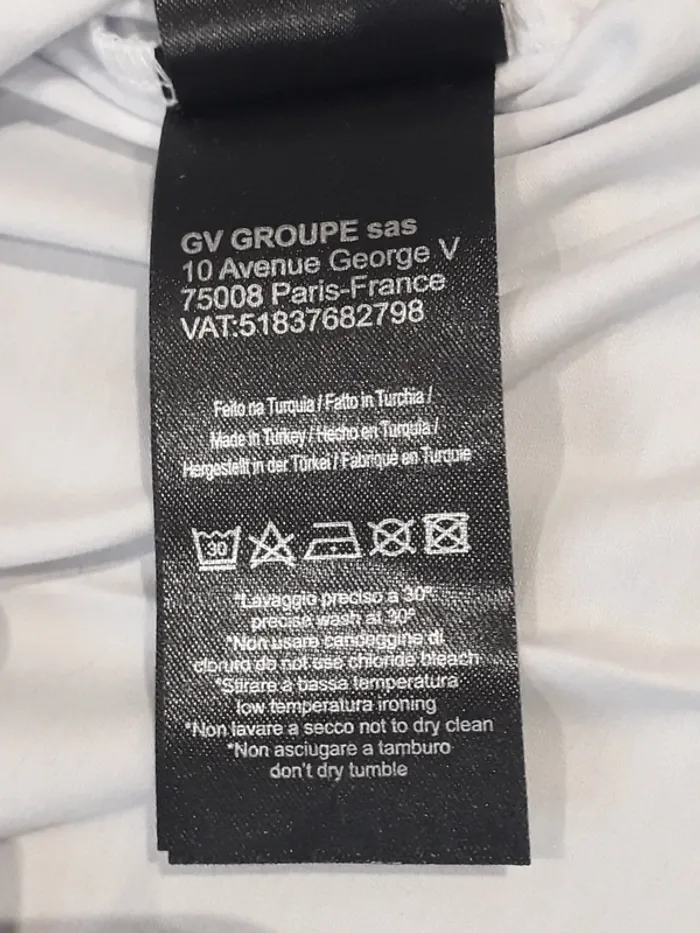 GV GROUPE sas
10 Avenue George V
75008 Paris-France
VAT:51837682798
Feito na Turquia / Fatto in Turchia /
Made in Turkey / Hecho en Turquia /
Hergestellt in der Türkei / Fabriqué en Turquie
30
*Lavaggio preciso a 30°
precise wash at 30°
*Non usare candeggine di
cloruro do not use chloride bleach
*Stirare a bassa temperatura
low temperatura ironing
*Non lavare a secco not to dry clean
*Non asciugare a tamburo
don't dry tumble